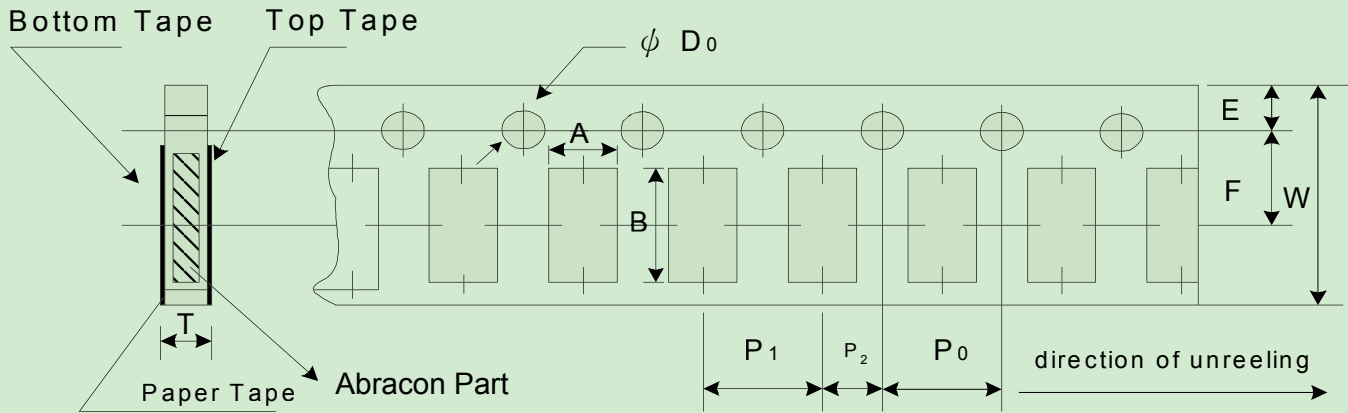 Bottom Tape
Top Tape
ψ D0
E
A
F
W
B
T
P1
P2
P0
direction of unreeling
Paper Tape
Abracon Part